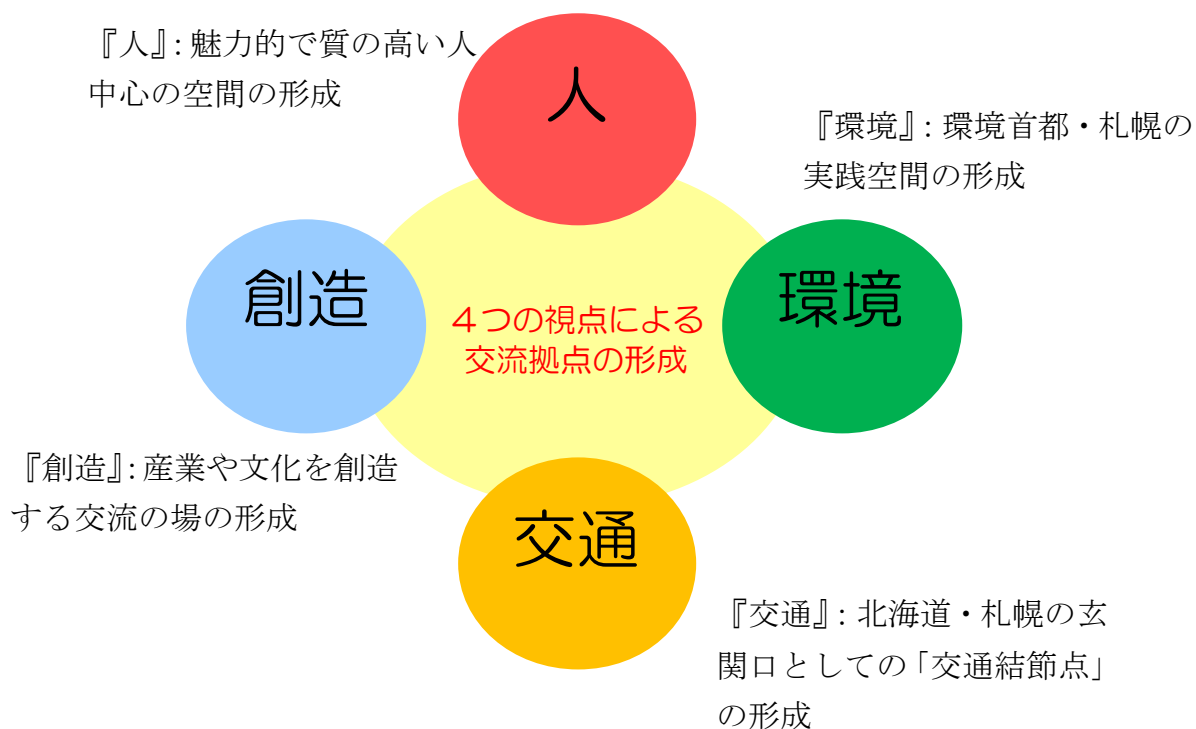 『人』：魅力的で質の高い人
中心の空間の形成
人
『環境』：環境首都・札幌の
実践空間の形成
創造
環境
４つの視点による
交流拠点の形成
『創造』：産業や文化を創造
する交流の場の形成
交通
『交通』：北海道・札幌の玄
関口としての「交通結節点」
の形成